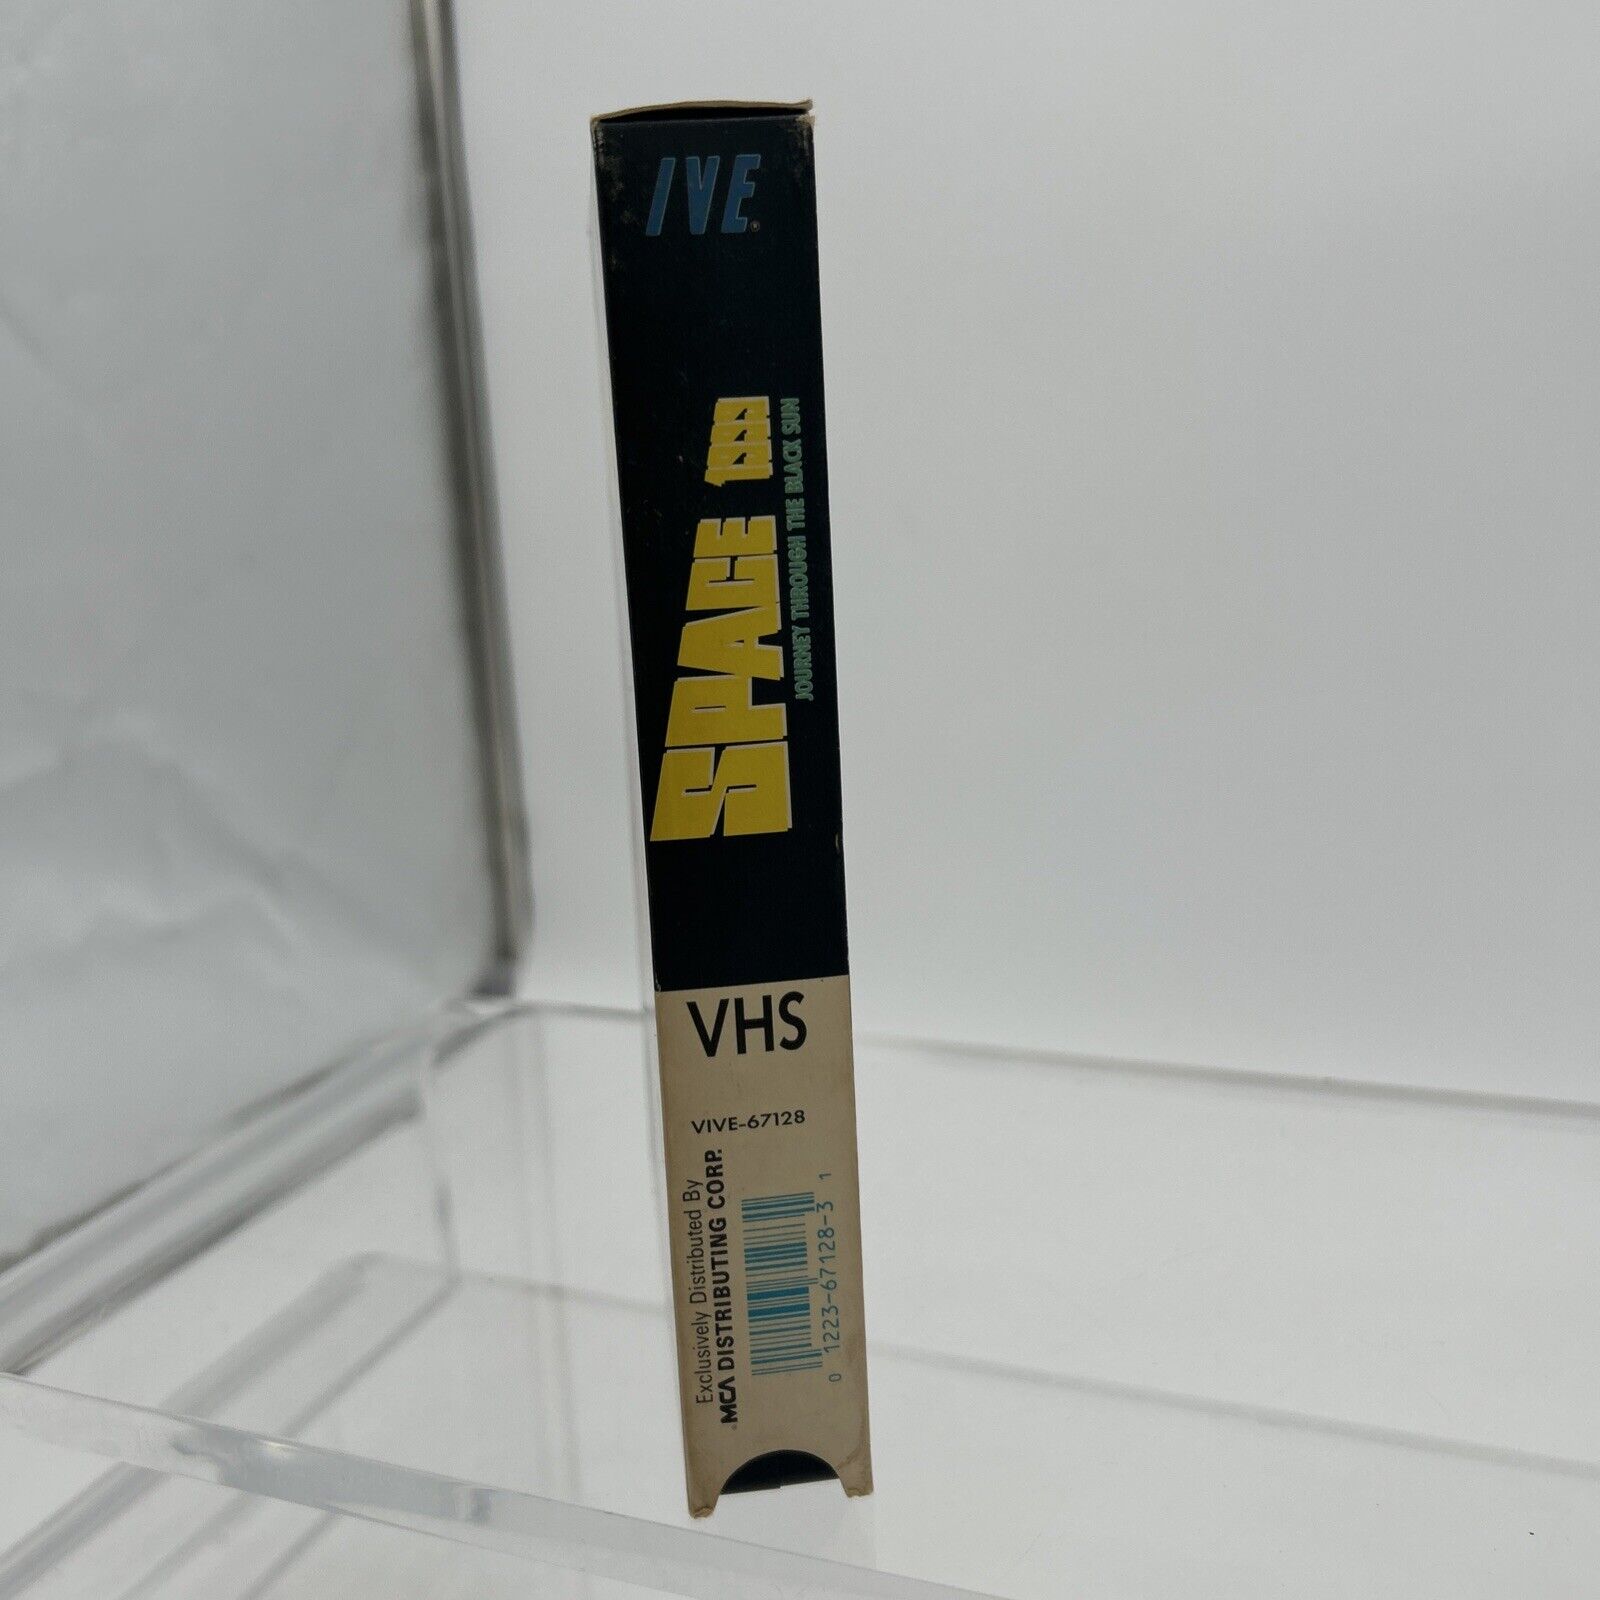 IVE®
SPACE 1999
JOURNEY THROUGH THE BLACK SUN
VHS
VIVE-67128
Exclusively Distributed By
MCA DISTRIBUTING CORP.
0 1223-67128-3 1